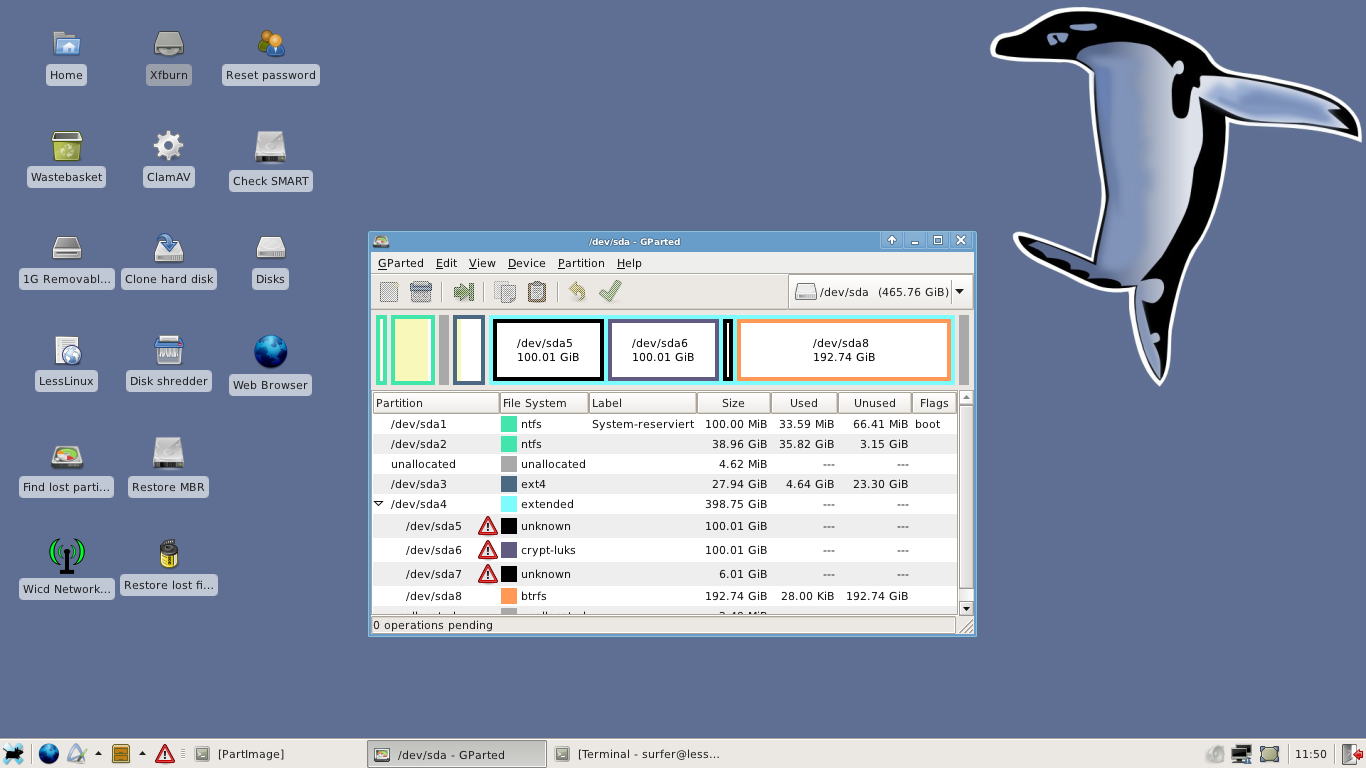 Home
Xfburn
Reset password
Wastebasket
ClamAV
Check SMART
1G Removabl...
Clone hard disk
Disks
LessLinux
Disk shredder
Web Browser
Find lost parti...
Restore MBR
Wicd Network...
Restore lost fi...
/dev/sda - GParted
GParted Edit View Device Partition Help
/dev/sda (465.76 GiB)
/dev/sda5
100.01 GiB
/dev/sda6
100.01 GiB
/dev/sda8
192.74 GiB
Partition File System Label Size Used Unused Flags
/dev/sda1 ntfs System-reserviert 100.00 MiB 33.59 MiB 66.41 MiB boot
/dev/sda2 ntfs 38.96 GiB 35.82 GiB 3.15 GiB
unallocated unallocated 4.62 MiB --- ---
/dev/sda3 ext4 27.94 GiB 4.64 GiB 23.30 GiB
/dev/sda4 extended 398.75 GiB --- ---
/dev/sda5 unknown 100.01 GiB --- ---
/dev/sda6 crypt-luks 100.01 GiB --- ---
/dev/sda7 unknown 6.01 GiB --- ---
/dev/sda8 btrfs 192.74 GiB 28.00 KiB 192.74 GiB
0 operations pending
[PartImage]
/dev/sda - GParted
[Terminal - surfer@less...
11:50